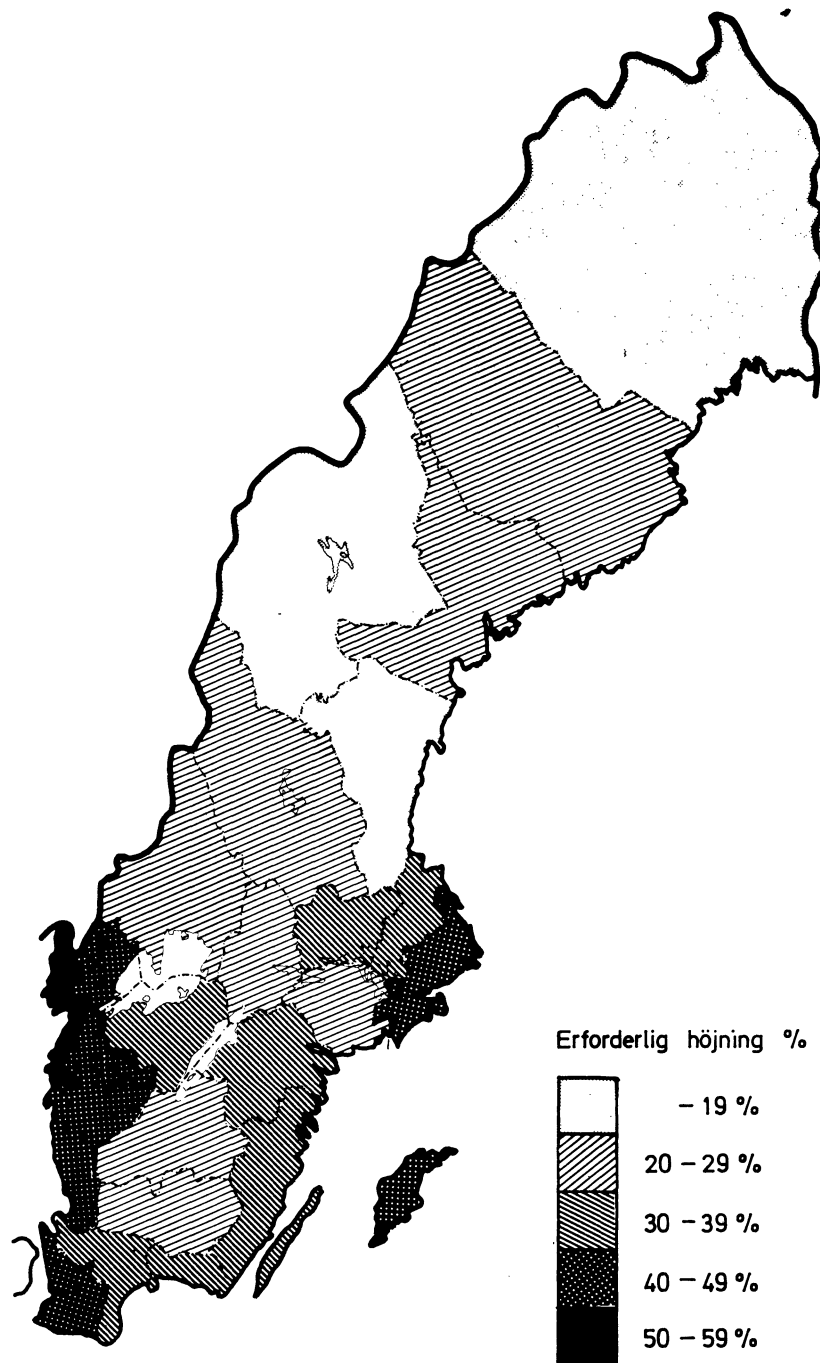 Erforderlig höjning %
– 19 %
20 – 29 %
30 – 39 %
40 – 49 %
50 – 59 %